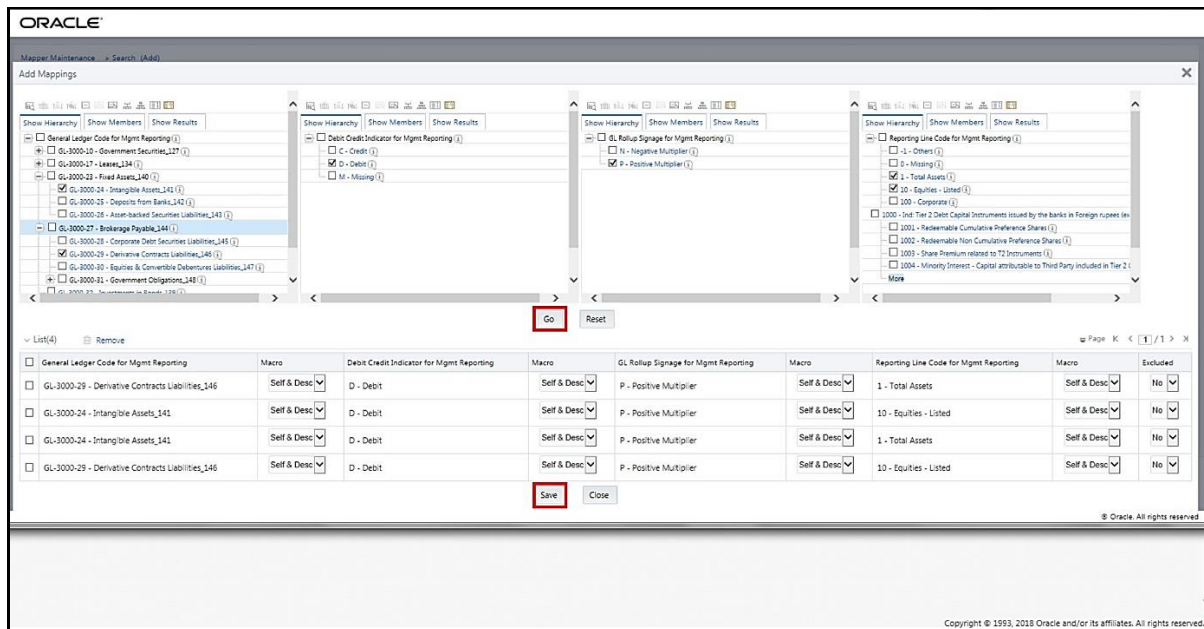 ORACLE
Mapper Maintenance » Search (Add)
Add Mappings
Show Hierarchy Show Members Show Results
General Ledger Code for Mgmt Reporting
GL-3000-10 - Government Securities_127
GL-3000-17 - Leases_134
GL-3000-23 - Fixed Assets_140
GL-3000-24 - Intangible Assets_141
GL-3000-25 - Deposits from Banks_142
GL-3000-26 - Asset-backed Securities Liabilities_143
GL-3000-27 - Brokerage Payable_144
GL-3000-28 - Corporate Debt Securities Liabilities_145
GL-3000-29 - Derivative Contracts Liabilities_146
GL-3000-30 - Equities & Convertible Debentures Liabilities_147
GL-3000-31 - Government Obligations_148
GL-3000-32 - Investments in Bonds_139
Show Hierarchy Show Members Show Results
Debit Credit Indicator for Mgmt Reporting
C - Credit
D - Debit
M - Missing
Show Hierarchy Show Members Show Results
GL Rollup Signage for Mgmt Reporting
N - Negative Multiplier
P - Positive Multiplier
Show Hierarchy Show Members Show Results
Reporting Line Code for Mgmt Reporting
-1 - Others
0 - Missing
1 - Total Assets
10 - Equities - Listed
100 - Corporate
1000 - Ind: Tier 2 Debt Capital Instruments issued by the banks in Foreign rupees
1001 - Redeemable Cumulative Preference Shares
1002 - Redeemable Non Cumulative Preference Shares
1003 - Share Premium related to T2 Instruments
1004 - Minority Interest - Capital attributable to Third Party included in Tier 2
More
Go Reset
List(4) Remove Page 1 / 1
General Ledger Code for Mgmt Reporting Macro Debit Credit Indicator for Mgmt Reporting Macro GL Rollup Signage for Mgmt Reporting Macro Reporting Line Code for Mgmt Reporting Macro Excluded
GL-3000-29 - Derivative Contracts Liabilities_146 Self & Desc D - Debit Self & Desc P - Positive Multiplier Self & Desc 1 - Total Assets Self & Desc No
GL-3000-24 - Intangible Assets_141 Self & Desc D - Debit Self & Desc P - Positive Multiplier Self & Desc 10 - Equities - Listed Self & Desc No
GL-3000-24 - Intangible Assets_141 Self & Desc D - Debit Self & Desc P - Positive Multiplier Self & Desc 1 - Total Assets Self & Desc No
GL-3000-29 - Derivative Contracts Liabilities_146 Self & Desc D - Debit Self & Desc P - Positive Multiplier Self & Desc 10 - Equities - Listed Self & Desc No
Save Close
© Oracle. All rights reserved
Copyright © 1993, 2018 Oracle and/or its affiliates. All rights reserved.